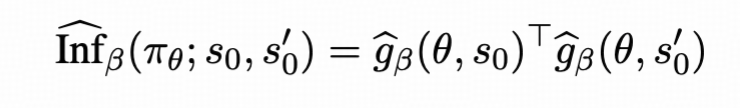 $\widehat{\mathrm{Inf}}_{\beta}(\pi_{\theta}; s_0, s_0') = \widehat{g}_{\beta}(\theta, s_0)^{\top} \widehat{g}_{\beta}(\theta, s_0')$